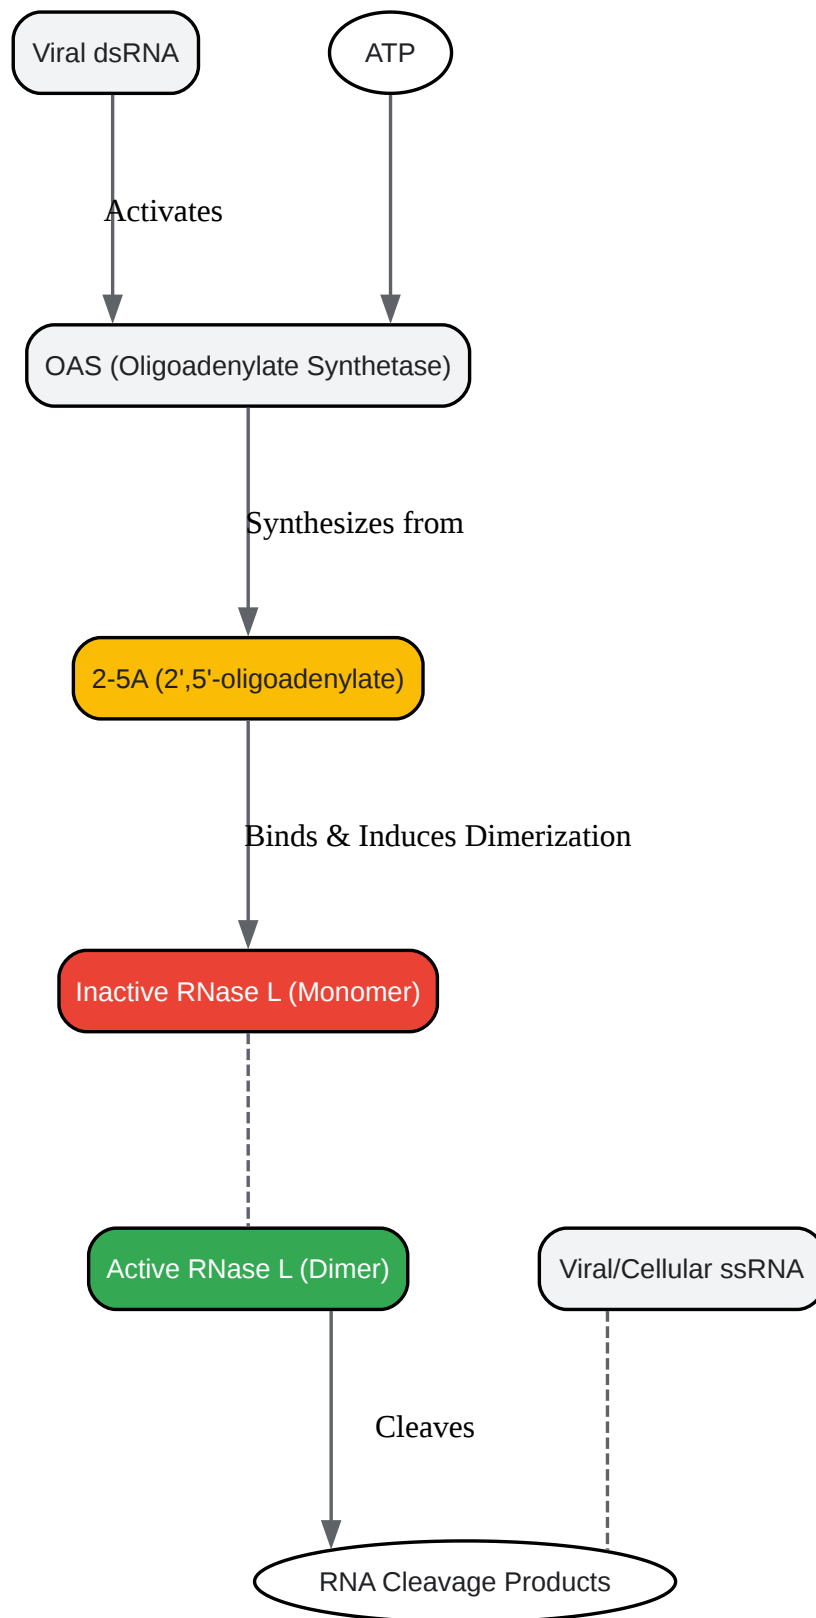 Viral dsRNA
ATP
Activates
OAS (Oligoadenylate Synthetase)
Synthesizes from
2-5A (2',5'-oligoadenylate)
Binds & Induces Dimerization
Inactive RNase L (Monomer)
Active RNase L (Dimer)
Viral/Cellular ssRNA
Cleaves
RNA Cleavage Products